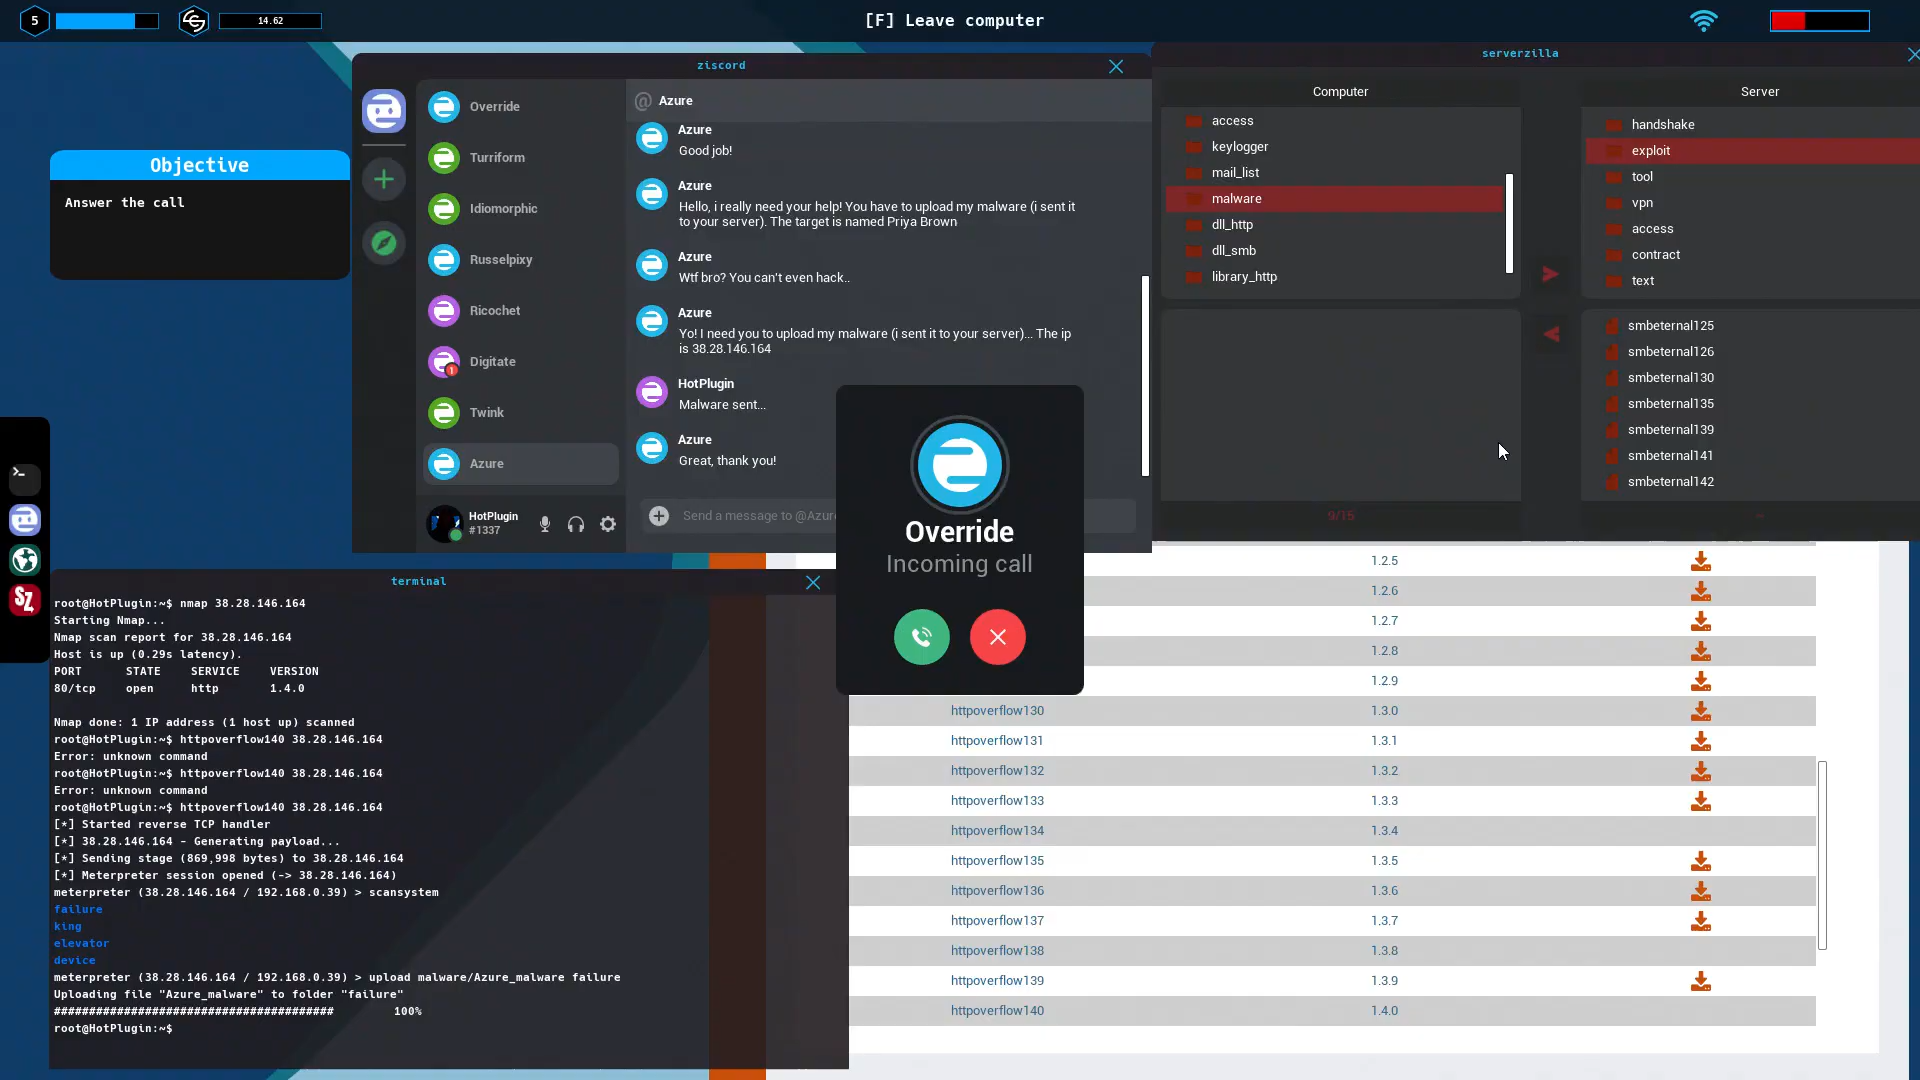 5
14.62
[F] Leave computer
Objective
Answer the call
ziscord
Override
Turriform
Idiomorphic
Russelpixy
Ricochet
Digitate
1
Twink
Azure
HotPlugin
#1337
@ Azure
Azure
Good job!
Azure
Hello, i really need your help! You have to upload my malware (i sent it
to your server). The target is named Priya Brown
Azure
Wtf bro? You can't even hack..
Azure
Yo! I need you to upload my malware (i sent it to your server)... The ip
is 38.28.146.164
HotPlugin
Malware sent...
Azure
Great, thank you!
Send a message to @Azur
serverzilla
Computer
access
keylogger
mail_list
malware
dll_http
dll_smb
library_http
9/15
Server
handshake
exploit
tool
vpn
access
contract
text
smbeternal125
smbeternal126
smbeternal130
smbeternal135
smbeternal139
smbeternal141
smbeternal142
Override
Incoming call
SZ
terminal
root@HotPlugin:~$ nmap 38.28.146.164
Starting Nmap...
Nmap scan report for 38.28.146.164
Host is up (0.29s latency).
PORT STATE SERVICE VERSION
80/tcp open http 1.4.0
Nmap done: 1 IP address (1 host up) scanned
root@HotPlugin:~$ httpoverflow140 38.28.146.164
Error: unknown command
root@HotPlugin:~$ httpoverflow140 38.28.146.164
Error: unknown command
root@HotPlugin:~$ httpoverflow140 38.28.146.164
[*] Started reverse TCP handler
[*] 38.28.146.164 - Generating payload...
[*] Sending stage (869,998 bytes) to 38.28.146.164
[*] Meterpreter session opened (-> 38.28.146.164)
meterpreter (38.28.146.164 / 192.168.0.39) > scansystem
failure
king
elevator
device
meterpreter (38.28.146.164 / 192.168.0.39) > upload malware/Azure_malware failure
Uploading file "Azure_malware" to folder "failure"
######################################## 100%
root@HotPlugin:~$
1.2.5
1.2.6
1.2.7
1.2.8
1.2.9
httpoverflow130 1.3.0
httpoverflow131 1.3.1
httpoverflow132 1.3.2
httpoverflow133 1.3.3
httpoverflow134 1.3.4
httpoverflow135 1.3.5
httpoverflow136 1.3.6
httpoverflow137 1.3.7
httpoverflow138 1.3.8
httpoverflow139 1.3.9
httpoverflow140 1.4.0